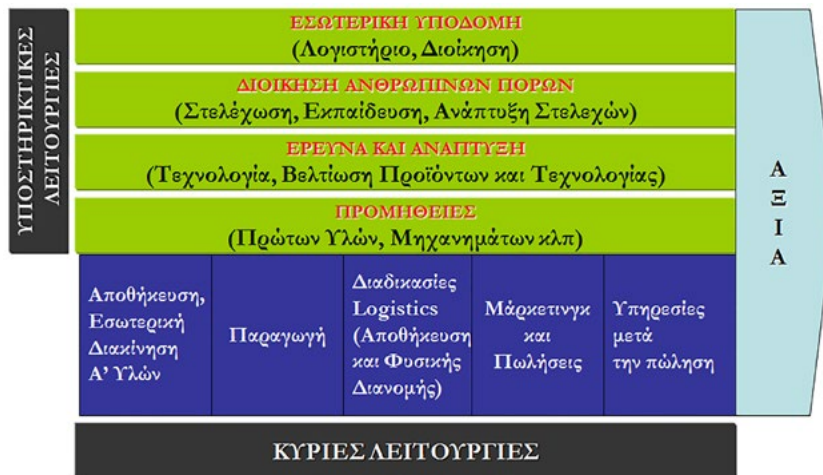 ΥΠΟΣΤΗΡΙΚΤΙΚΕΣ
ΛΕΙΤΟΥΡΓΙΕΣ
ΕΣΩΤΕΡΙΚΗ ΥΠΟΔΟΜΗ
(Λογιστήριο, Διοίκηση)
ΔΙΟΙΚΗΣΗ ΑΝΘΡΩΠΙΝΩΝ ΠΟΡΩΝ
(Στελέχωση, Εκπαίδευση, Ανάπτυξη Στελεχών)
ΕΡΕΥΝΑ ΚΑΙ ΑΝΑΠΤΥΞΗ
(Τεχνολογία, Βελτίωση Προϊόντων και Τεχνολογίας)
ΠΡΟΜΗΘΕΙΕΣ
(Πρώτων Υλών, Μηχανημάτων κλπ)
Αποθήκευση,
Εσωτερική
Διακίνηση
Α' Υλών
Παραγωγή
Διαδικασίες
Logistics
(Αποθήκευση
και Φυσικής
Διανομής)
Μάρκετινγκ
και
Πωλήσεις
Υπηρεσίες
μετά
την πώληση
Α
Ξ
Ι
Α
ΚΥΡΙΕΣ ΛΕΙΤΟΥΡΓΙΕΣ